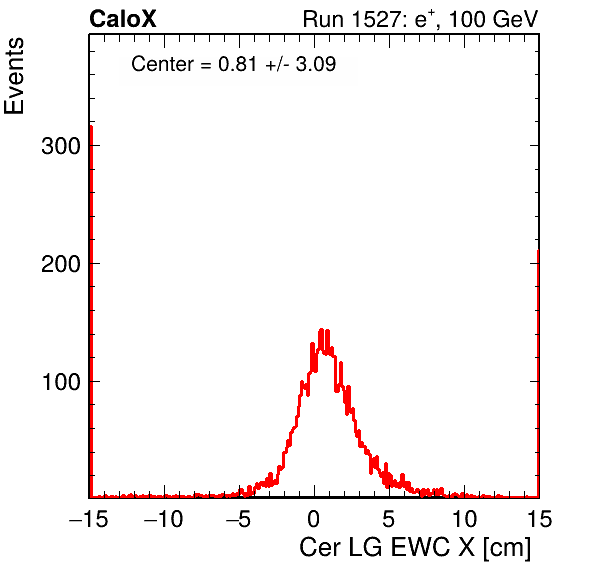 CaloX Run 1527: e⁺, 100 GeV
Center = 0.81 +/- 3.09
Events
300
200
100
−15 −10 −5 0 5 10 15
Cer LG EWC X [cm]